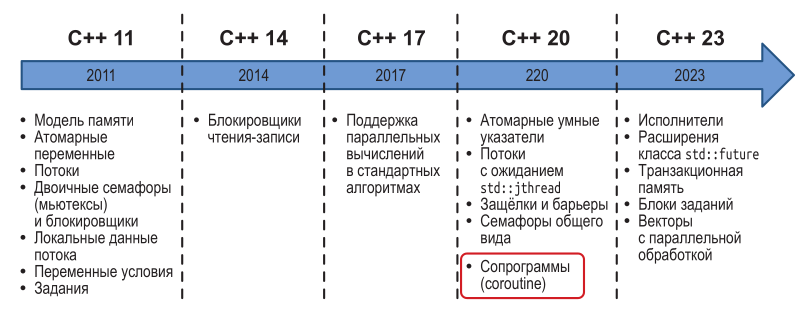 C++ 11
C++ 14
C++ 17
C++ 20
C++ 23
2011
2014
2017
220
2023
• Модель памяти
• Атомарные
переменные
• Потоки
• Двоичные семафоры
(мьютексы)
и блокировщики
• Локальные данные
потока
• Переменные условия
• Задания
• Блокировщики
чтения-записи
• Поддержка
параллельных
вычислений
в стандартных
алгоритмах
• Атомарные умные
указатели
• Потоки
с ожиданием
std::jthread
• Защёлки и барьеры
• Семафоры общего
вида
• Сопрограммы
(coroutine)
• Исполнители
• Расширения
класса std::future
• Транзакционная
память
• Блоки заданий
• Векторы
с параллельной
обработкой